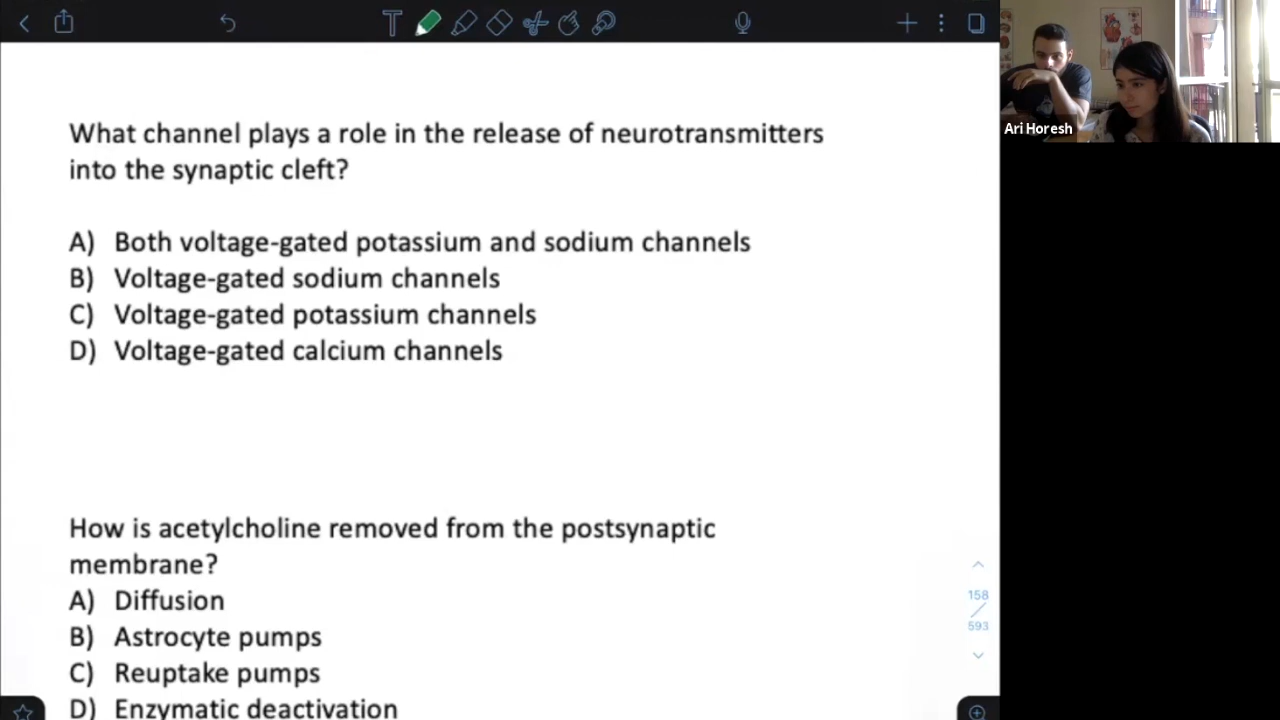 What channel plays a role in the release of neurotransmitters
into the synaptic cleft?
A) Both voltage-gated potassium and sodium channels
B) Voltage-gated sodium channels
C) Voltage-gated potassium channels
D) Voltage-gated calcium channels
How is acetylcholine removed from the postsynaptic
membrane?
A) Diffusion
B) Astrocyte pumps
C) Reuptake pumps
D) Enzymatic deactivation
158
593
Ari Horesh